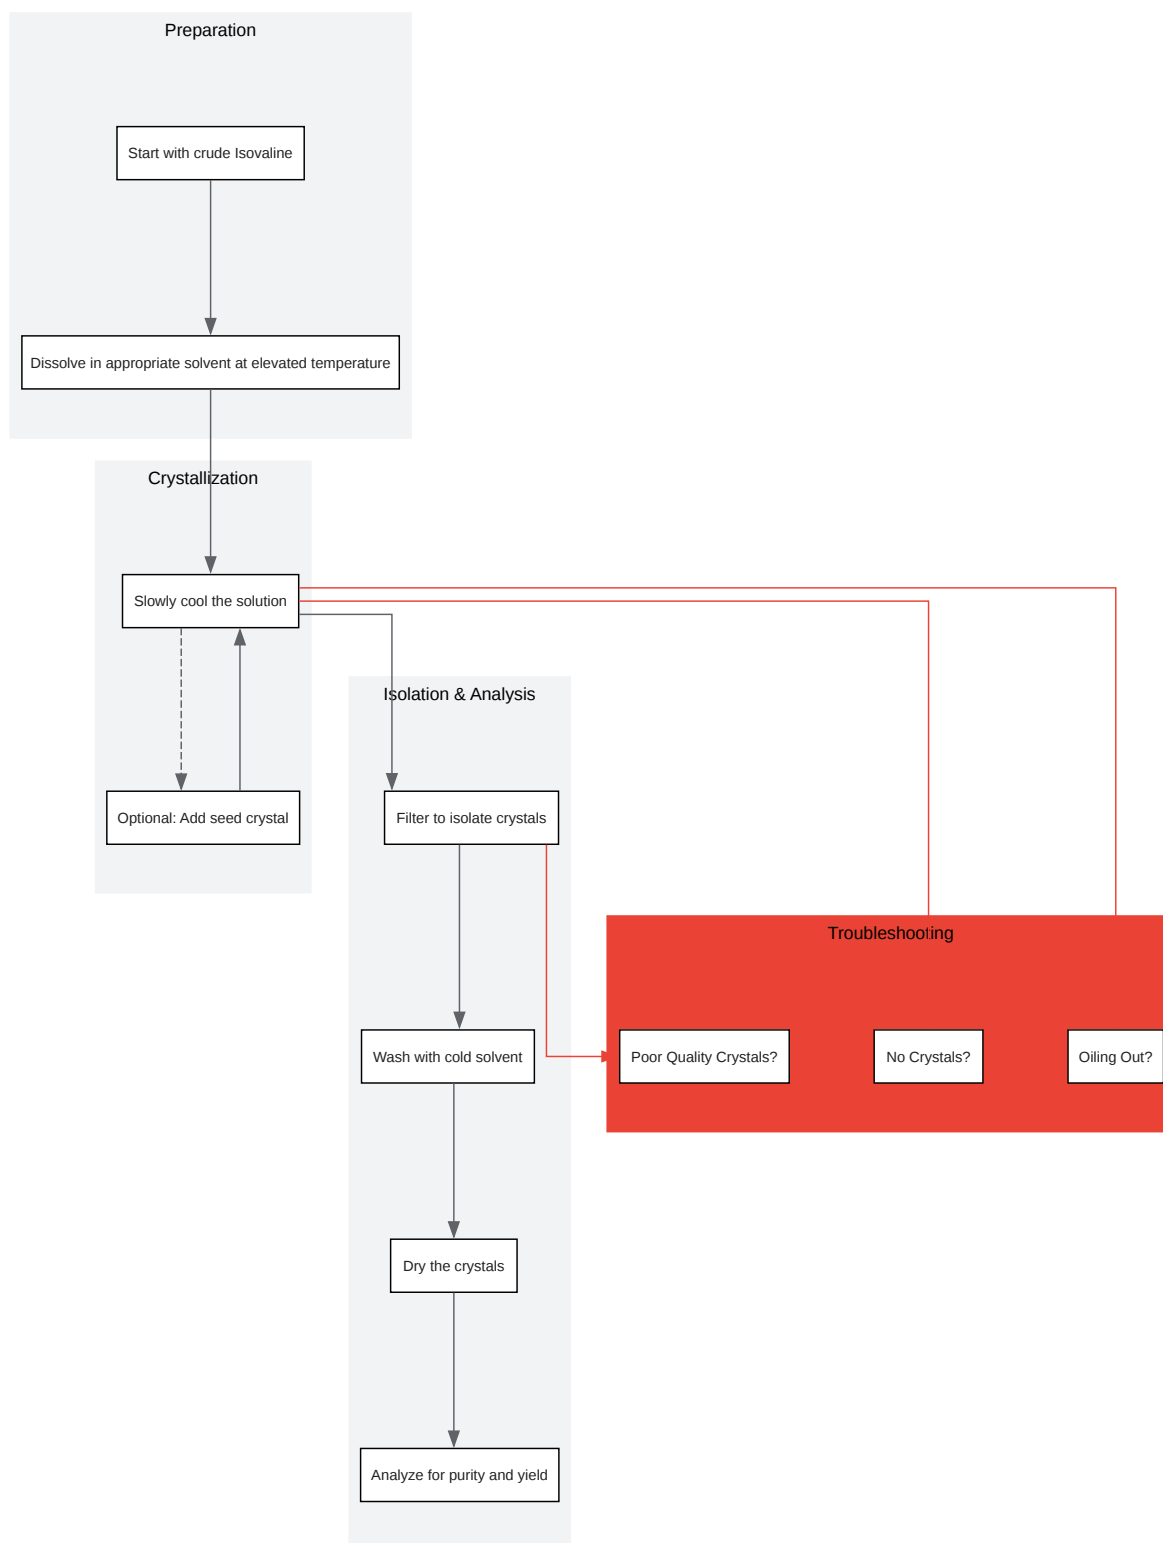 Preparation
Start with crude Isovaline
Dissolve in appropriate solvent at elevated temperature
Crystallization
Slowly cool the solution
Optional: Add seed crystal
Isolation & Analysis
Filter to isolate crystals
Wash with cold solvent
Dry the crystals
Analyze for purity and yield
Troubleshooting
Poor Quality Crystals?
No Crystals?
Oiling Out?